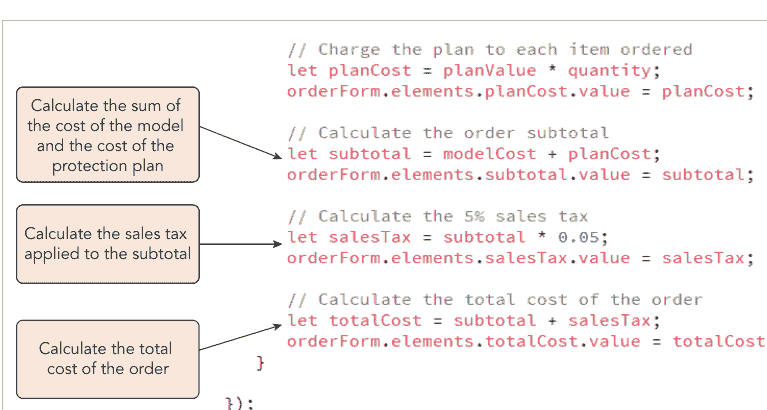 // Charge the plan to each item ordered
let planCost = planValue * quantity;
orderForm.elements.planCost.value = planCost;
Calculate the sum of
the cost of the model
and the cost of the
protection plan
// Calculate the order subtotal
let subtotal = modelCost + planCost;
orderForm.elements.subtotal.value = subtotal;
Calculate the sales tax
applied to the subtotal
// Calculate the 5% sales tax
let salesTax = subtotal * 0.05;
orderForm.elements.salesTax.value = salesTax;
Calculate the total
cost of the order
// Calculate the total cost of the order
let totalCost = subtotal + salesTax;
orderForm.elements.totalCost.value = totalCost
}
});